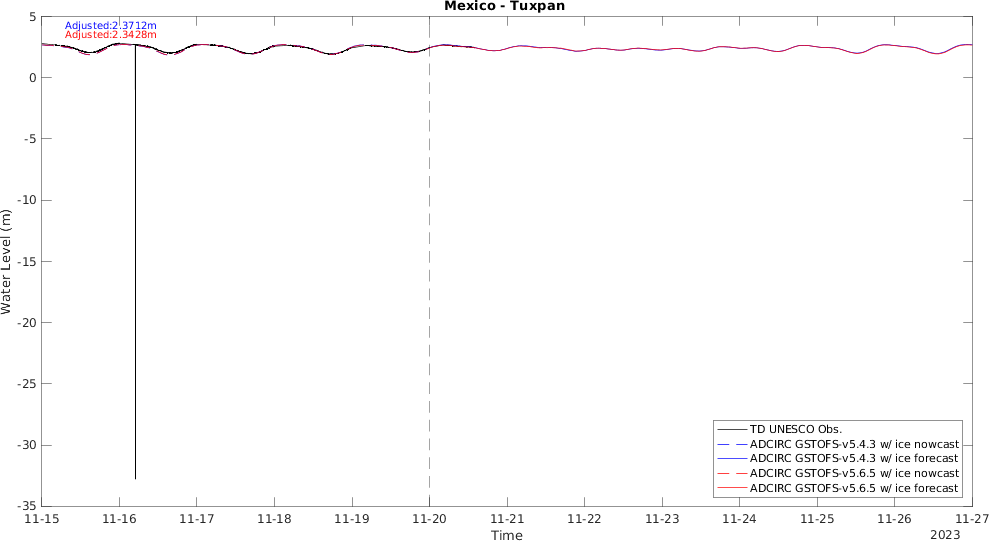 Mexico - Tuxpan
Adjusted:2.3712m
Adjusted:2.3428m
5
0
-5
-10
-15
-20
-25
-30
-35
Water Level (m)
TD UNESCO Obs.
ADCIRC GSTOFS-v5.4.3 w/ ice nowcast
ADCIRC GSTOFS-v5.4.3 w/ ice forecast
ADCIRC GSTOFS-v5.6.5 w/ ice nowcast
ADCIRC GSTOFS-v5.6.5 w/ ice forecast
11-15 11-16 11-17 11-18 11-19 11-20 11-21 11-22 11-23 11-24 11-25 11-26 11-27
Time
2023